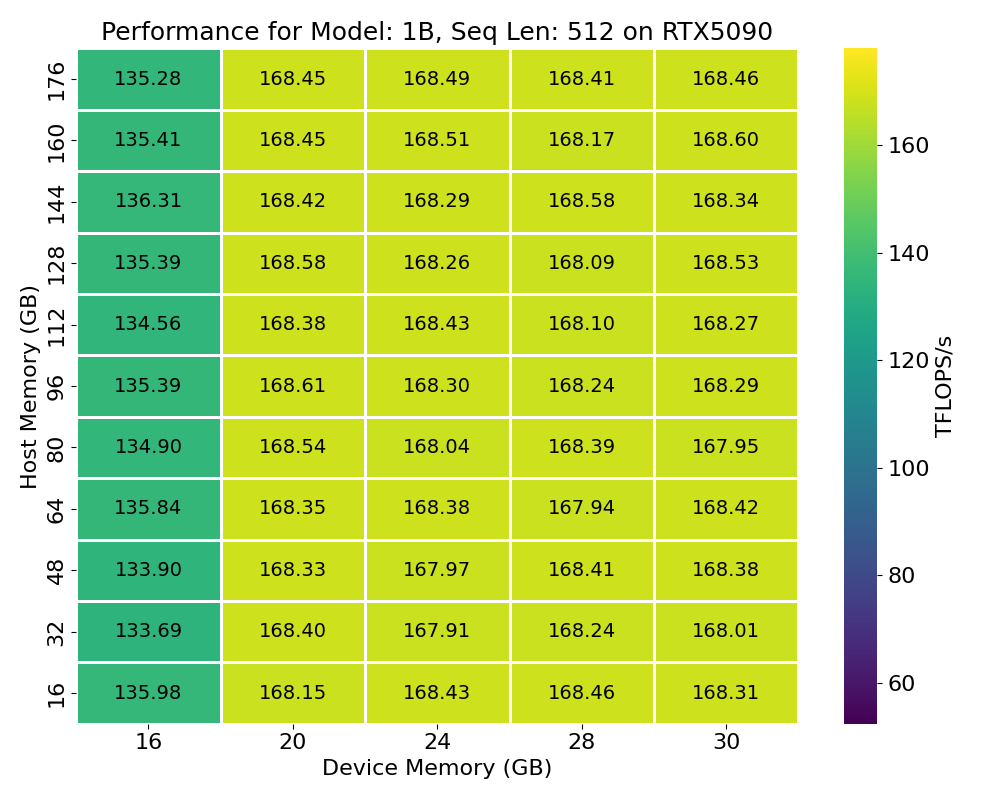 Performance for Model: 1B, Seq Len: 512 on RTX5090
176 135.28 168.45 168.49 168.41 168.46
160 135.41 168.45 168.51 168.17 168.60
144 136.31 168.42 168.29 168.58 168.34
128 135.39 168.58 168.26 168.09 168.53
112 134.56 168.38 168.43 168.10 168.27
96 135.39 168.61 168.30 168.24 168.29
80 134.90 168.54 168.04 168.39 167.95
64 135.84 168.35 168.38 167.94 168.42
48 133.90 168.33 167.97 168.41 168.38
32 133.69 168.40 167.91 168.24 168.01
16 135.98 168.15 168.43 168.46 168.31
16 20 24 28 30
Device Memory (GB)
Host Memory (GB)
160
140
120
100
80
60
TFLOPS/s